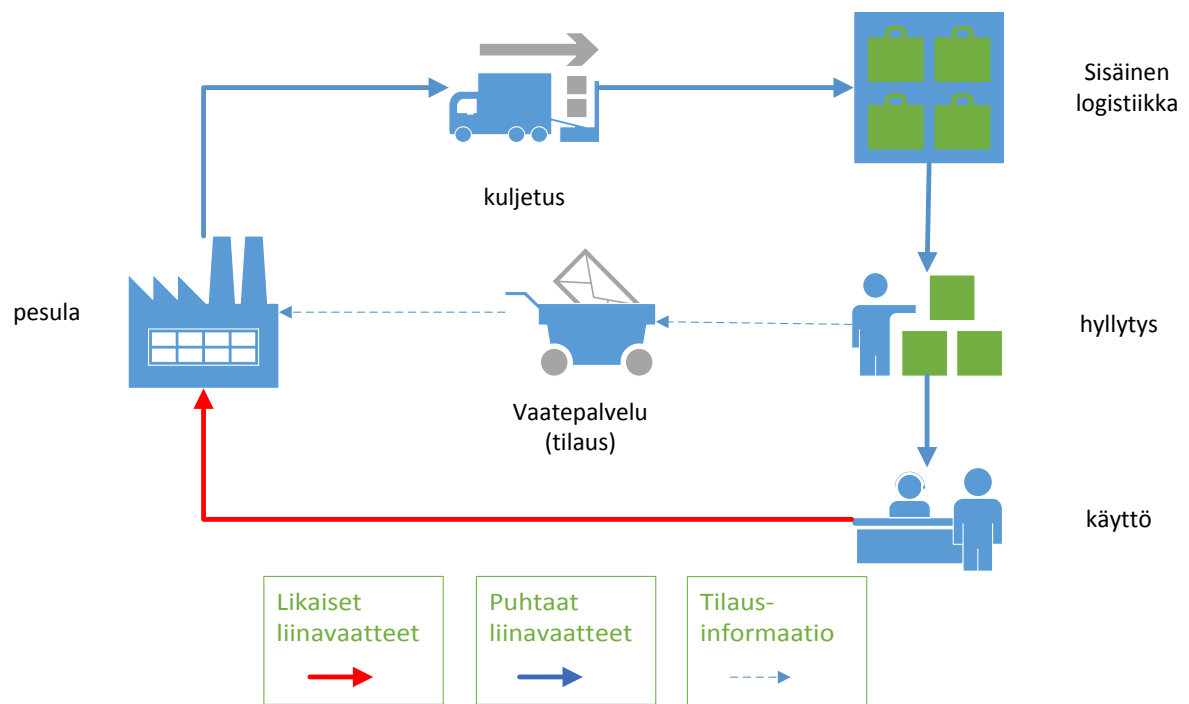 Sisäinen
logistiikka
kuljetus
pesula
Vaatepalvelu
(tilaus)
hyllytys
käyttö
Likaiset
liinavaatteet
Puhtaat
liinavaatteet
Tilaus-
informaatio